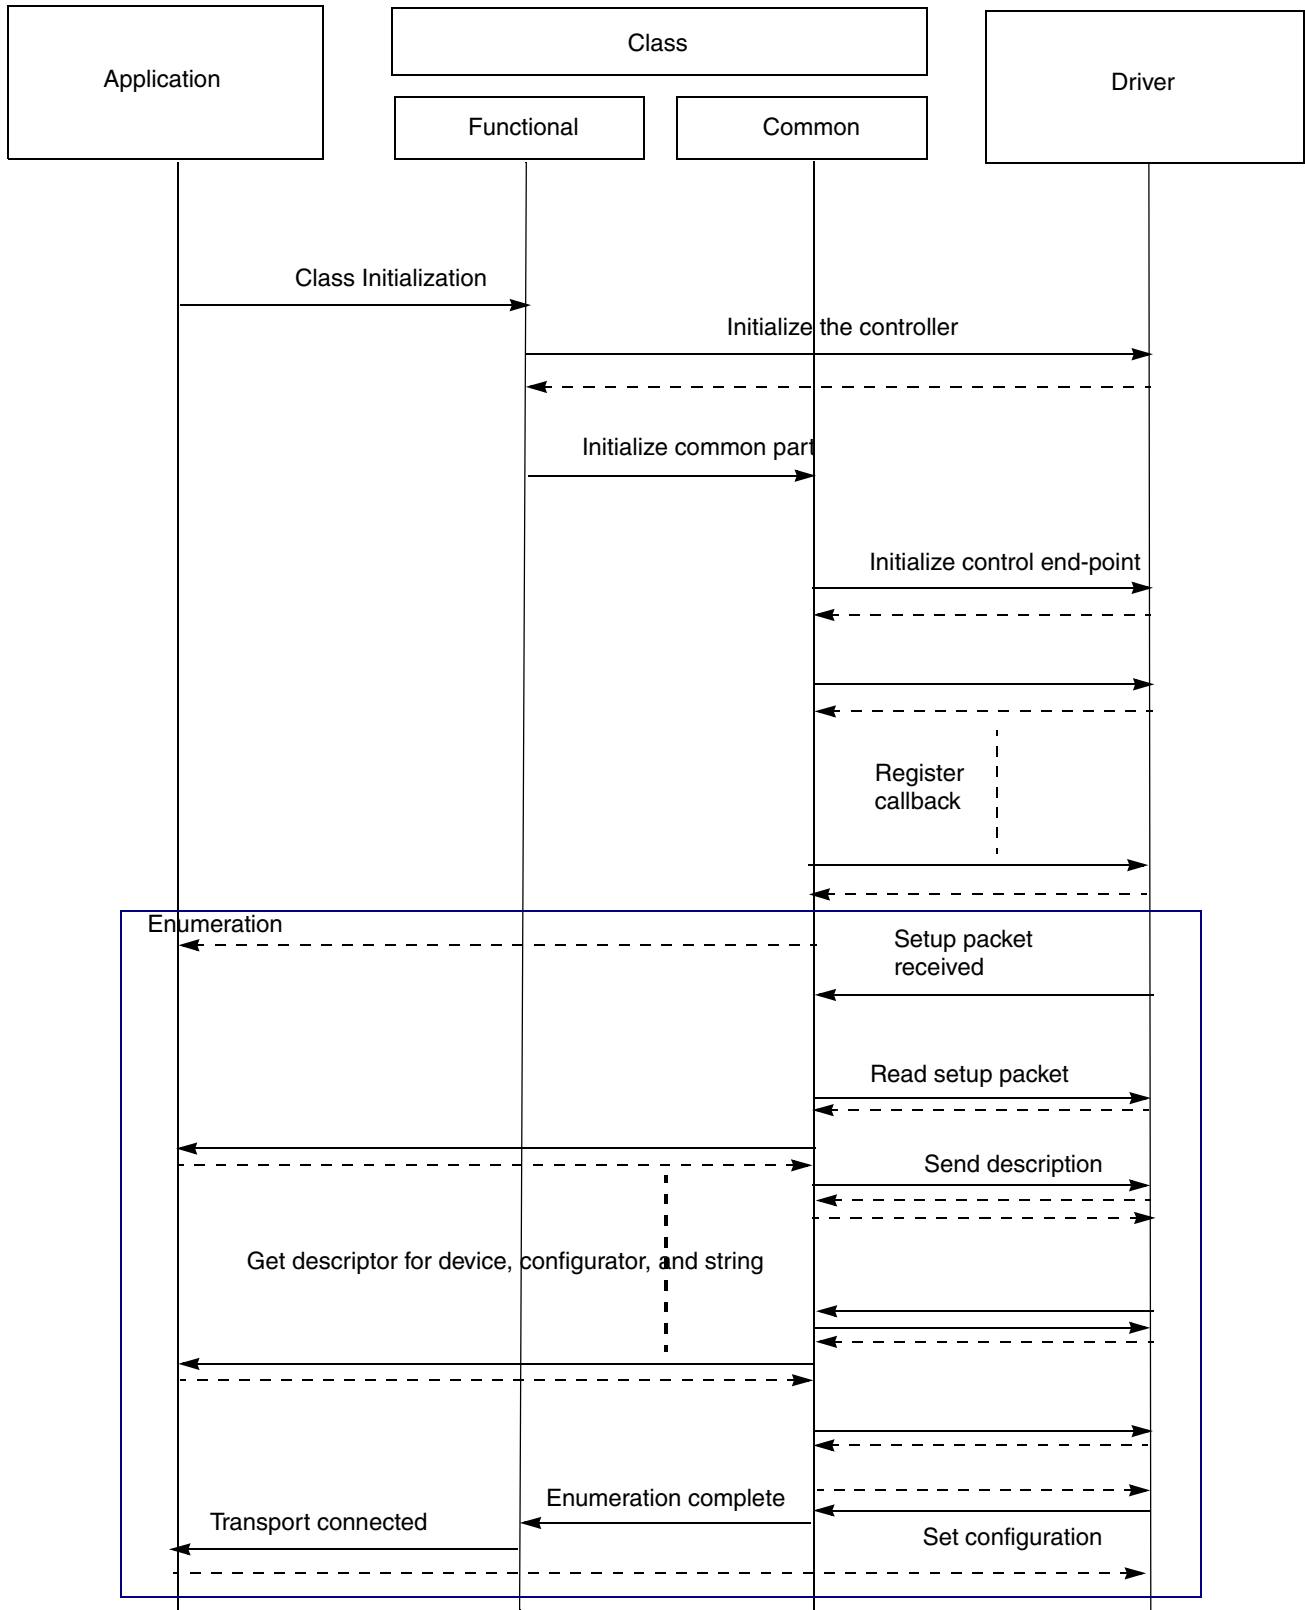 Class
Application
Driver
Functional
Common
Class Initialization
Initialize the controller
Initialize common part
Initialize control end-point
Register
callback
Enumeration
Setup packet
received
Read setup packet
Send description
Get descriptor for device, configurator, and string
Enumeration complete
Transport connected
Set configuration